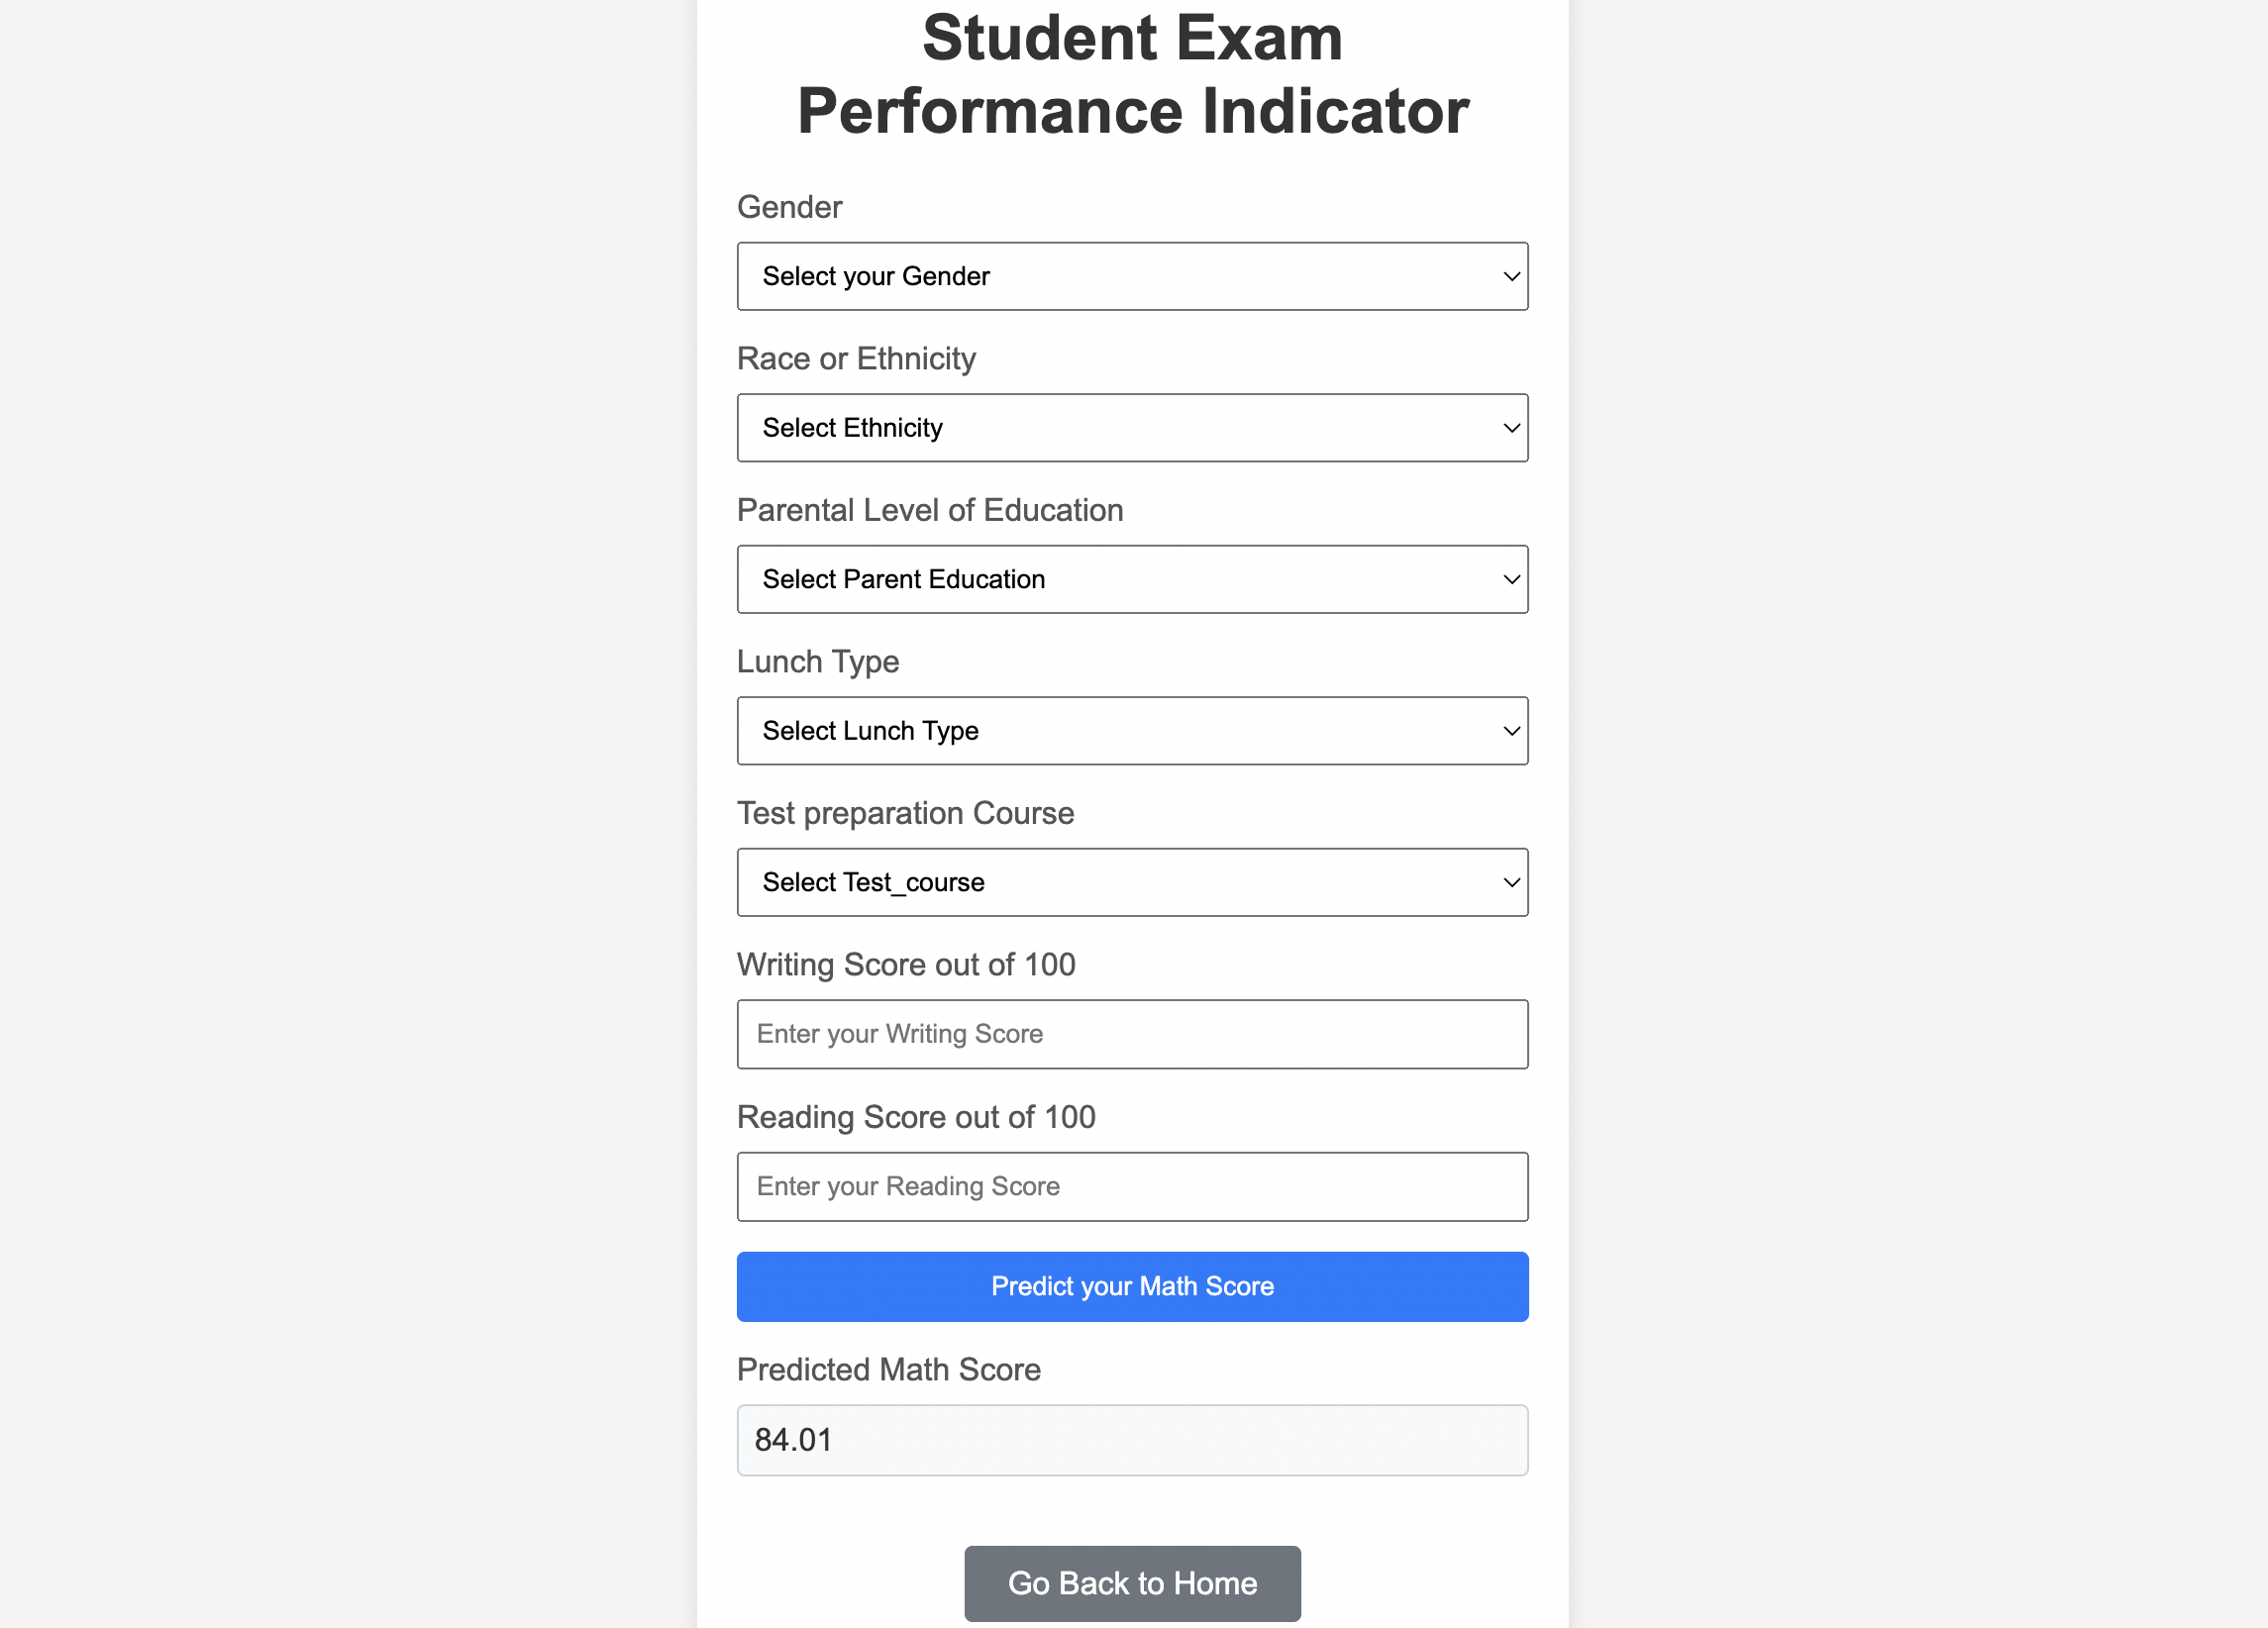 Student Exam
Performance Indicator
Gender
Select your Gender
Race or Ethnicity
Select Ethnicity
Parental Level of Education
Select Parent Education
Lunch Type
Select Lunch Type
Test preparation Course
Select Test_course
Writing Score out of 100
Enter your Writing Score
Reading Score out of 100
Enter your Reading Score
Predict your Math Score
Predicted Math Score
84.01
Go Back to Home